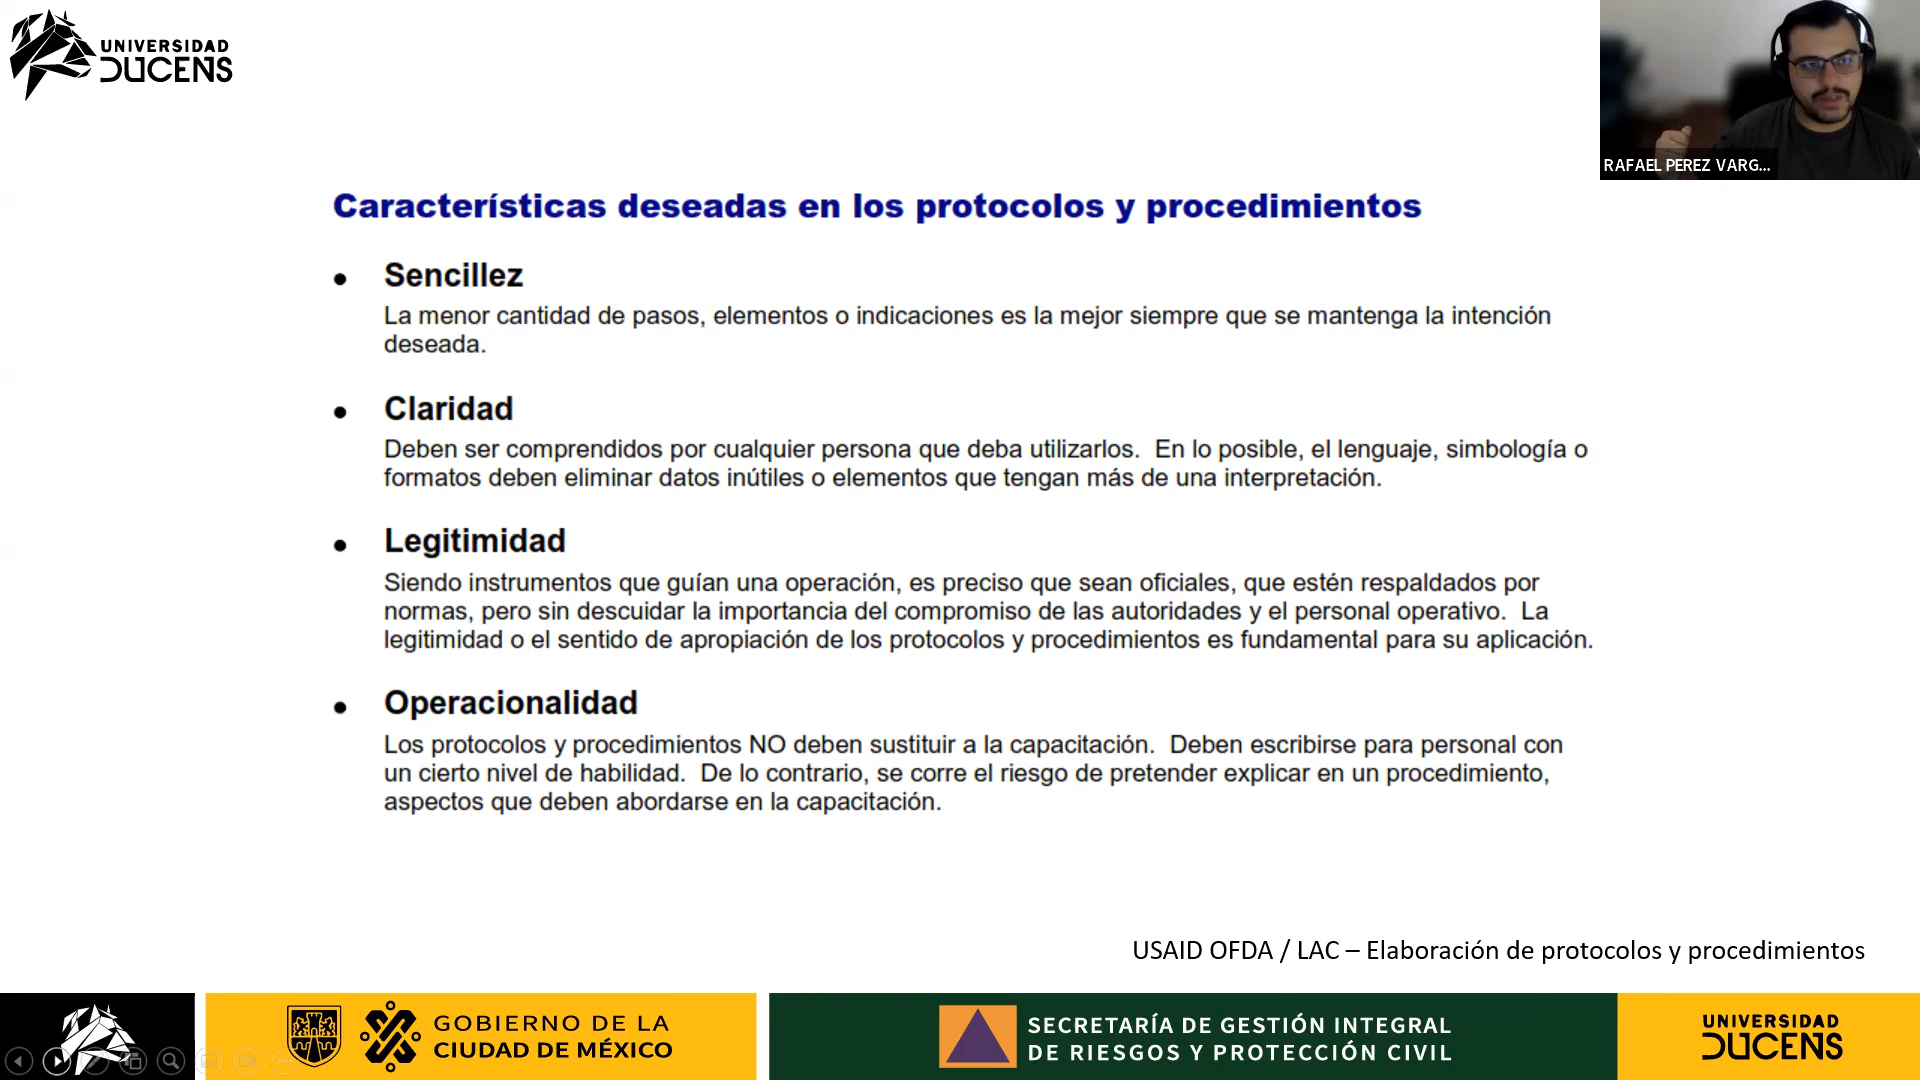 UNIVERSIDAD
DUCENS
RAFAEL PEREZ VARG...
Características deseadas en los protocolos y procedimientos
• Sencillez
La menor cantidad de pasos, elementos o indicaciones es la mejor siempre que se mantenga la intención
deseada.
• Claridad
Deben ser comprendidos por cualquier persona que deba utilizarlos. En lo posible, el lenguaje, simbología o
formatos deben eliminar datos inútiles o elementos que tengan más de una interpretación.
• Legitimidad
Siendo instrumentos que guían una operación, es preciso que sean oficiales, que estén respaldados por
normas, pero sin descuidar la importancia del compromiso de las autoridades y el personal operativo. La
legitimidad o el sentido de apropiación de los protocolos y procedimientos es fundamental para su aplicación.
• Operacionalidad
Los protocolos y procedimientos NO deben sustituir a la capacitación. Deben escribirse para personal con
un cierto nivel de habilidad. De lo contrario, se corre el riesgo de pretender explicar en un procedimiento,
aspectos que deben abordarse en la capacitación.
USAID OFDA / LAC – Elaboración de protocolos y procedimientos
GOBIERNO DE LA
CIUDAD DE MÉXICO
SECRETARÍA DE GESTIÓN INTEGRAL
DE RIESGOS Y PROTECCIÓN CIVIL
UNIVERSIDAD
DUCENS